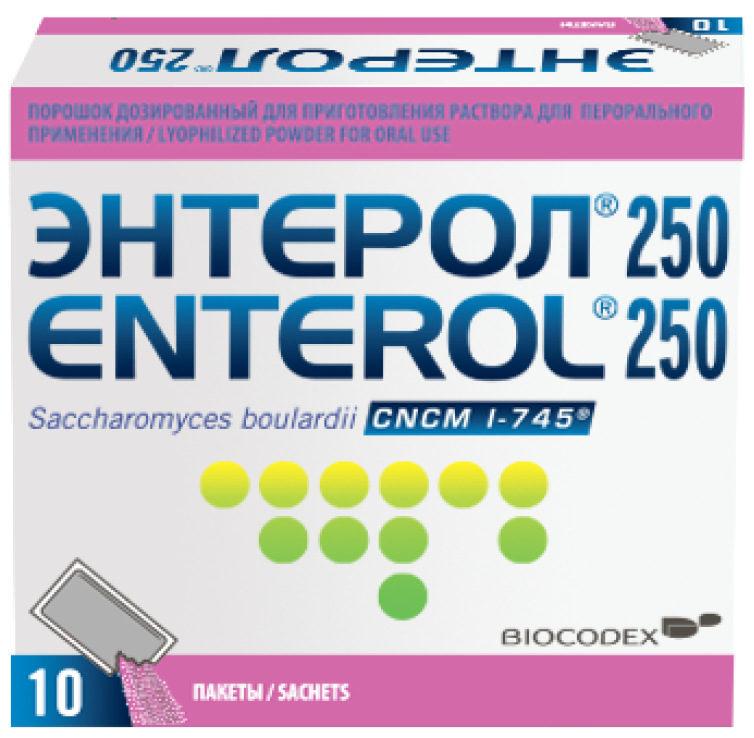 10
ЭНТЕРОЛ® 250
ПОРОШОК ДОЗИРОВАННЫЙ ДЛЯ ПРИГОТОВЛЕНИЯ РАСТВОРА ДЛЯ ПЕРОРАЛЬНОГО
ПРИМЕНЕНИЯ / LYOPHILIZED POWDER FOR ORAL USE
ЭНТЕРОЛ® 250
ENTEROL® 250
Saccharomyces boulardii CNCM I-745®
BIOCODEX
10 ПАКЕТЫ / SACHETS